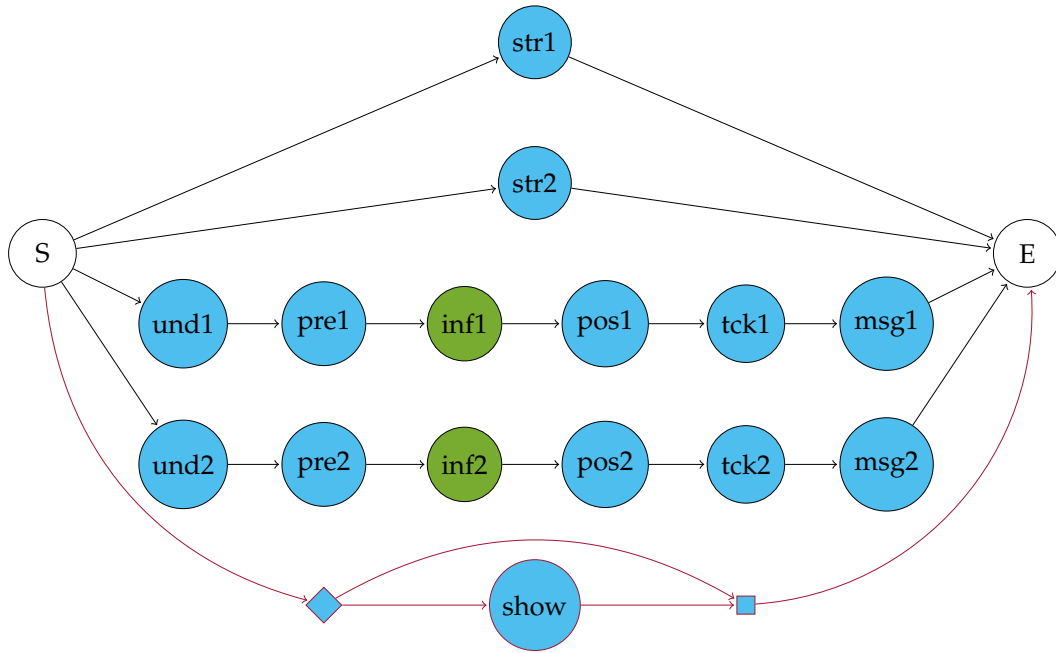 str1
str2
S
E
und1 pre1 inf1 pos1 tck1 msg1
und2 pre2 inf2 pos2 tck2 msg2
show